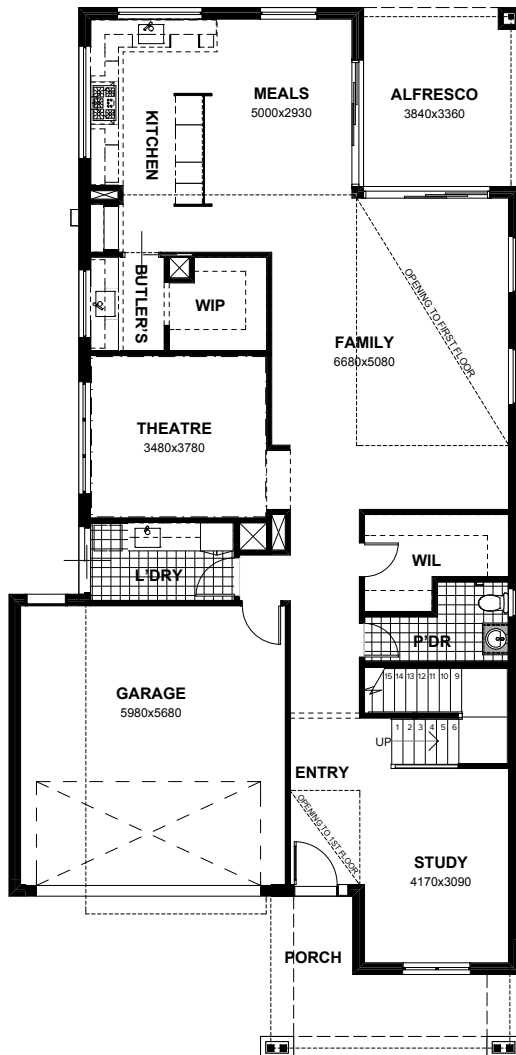 MEALS
5000x2930
ALFRESCO
3840x3360
KITCHEN
BUTLER'S
WIP
OPENING TO FIRST FLOOR
FAMILY
6680x5080
THEATRE
3480x3780
L'DRY
WIL
P'DR
GARAGE
5980x5680
15 14 13 12 11 10 9
1 2 3 4 5 6
UP
ENTRY
OPENING TO 1ST FLOOR
STUDY
4170x3090
PORCH